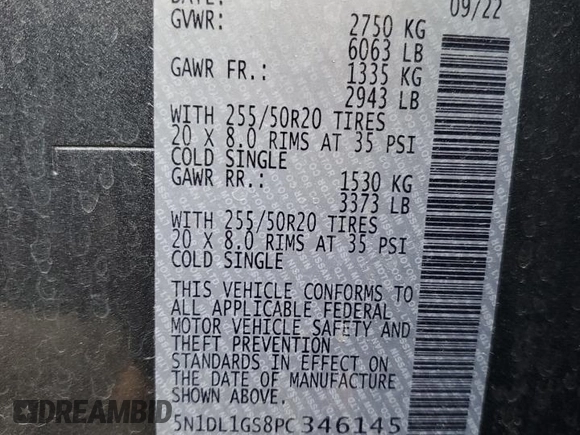 09/22
GVWR: 2750 KG
6063 LB
GAWR FR.: 1335 KG
2943 LB
WITH 255/50R20 TIRES
20 X 8.0 RIMS AT 35 PSI
COLD SINGLE
GAWR RR.: 1530 KG
3373 LB
WITH 255/50R20 TIRES
20 X 8.0 RIMS AT 35 PSI
COLD SINGLE
THIS VEHICLE CONFORMS TO
ALL APPLICABLE FEDERAL
MOTOR VEHICLE SAFETY AND
THEFT PREVENTION
STANDARDS IN EFFECT ON
THE DATE OF MANUFACTURE
SHOWN ABOVE.
5N1DL1GS8PC346145
DREAMBID